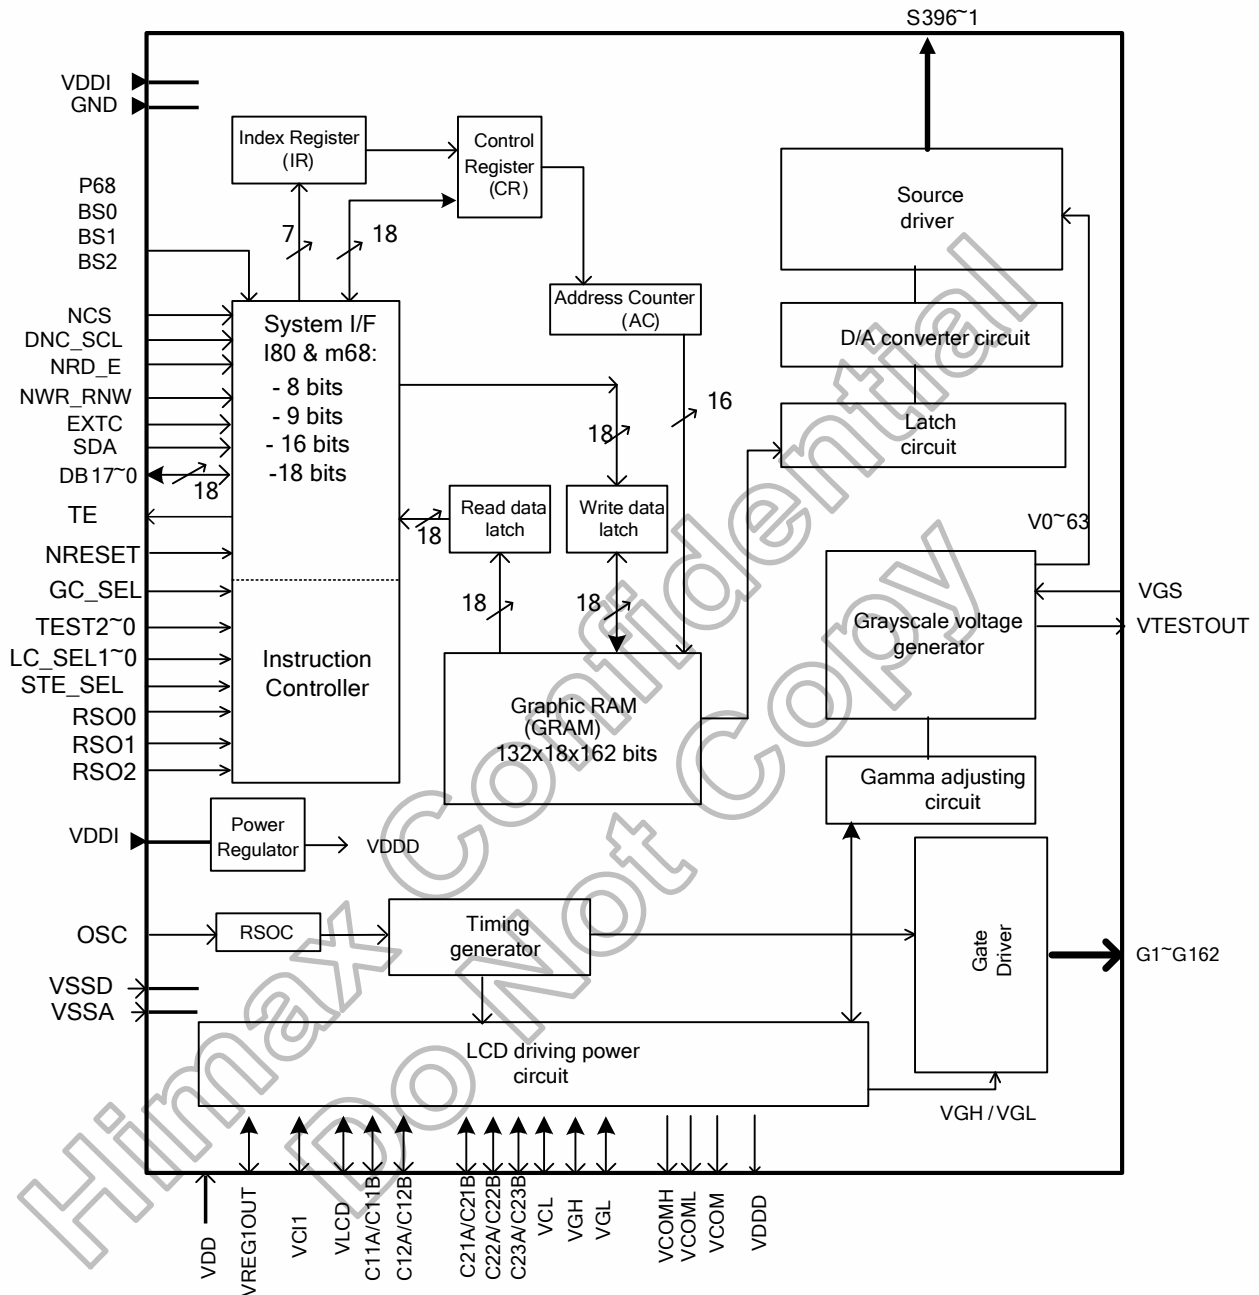 S396~1
VDDI
GND
Index Register
(IR)
Control
Register
(CR)
P68
BS0
BS1
BS2
7
18
Source
driver
Address Counter
(AC)
NCS
DNC_SCL
NRD_E
NWR_RNW
EXTC
SDA
DB17~0
18
TE
NRESET
GC_SEL
TEST2~0
LC_SEL1~0
STE_SEL
RSO0
RSO1
RSO2
System I/F
I80 & m68:
- 8 bits
- 9 bits
- 16 bits
-18 bits
Instruction
Controller
D/A converter circuit
16
Latch
circuit
18
Read data
latch
Write data
latch
18
V0~63
18
18
Grayscale voltage
generator
VGS
VTESTOUT
Graphic RAM
(GRAM)
132x18x162 bits
Gamma adjusting
circuit
VDDI
Power
Regulator
VDDD
OSC
RSOC
Timing
generator
Gate
Driver
G1~G162
VSSD
VSSA
LCD driving power
circuit
VGH / VGL
VDD
VREG1OUT
VCI1
VLCD
C11A/C11B
C12A/C12B
C21A/C21B
C22A/C22B
C23A/C23B
VCL
VGH
VGL
VCOMH
VCOML
VCOM
VDDD
Himax Confidential
Do Not Copy